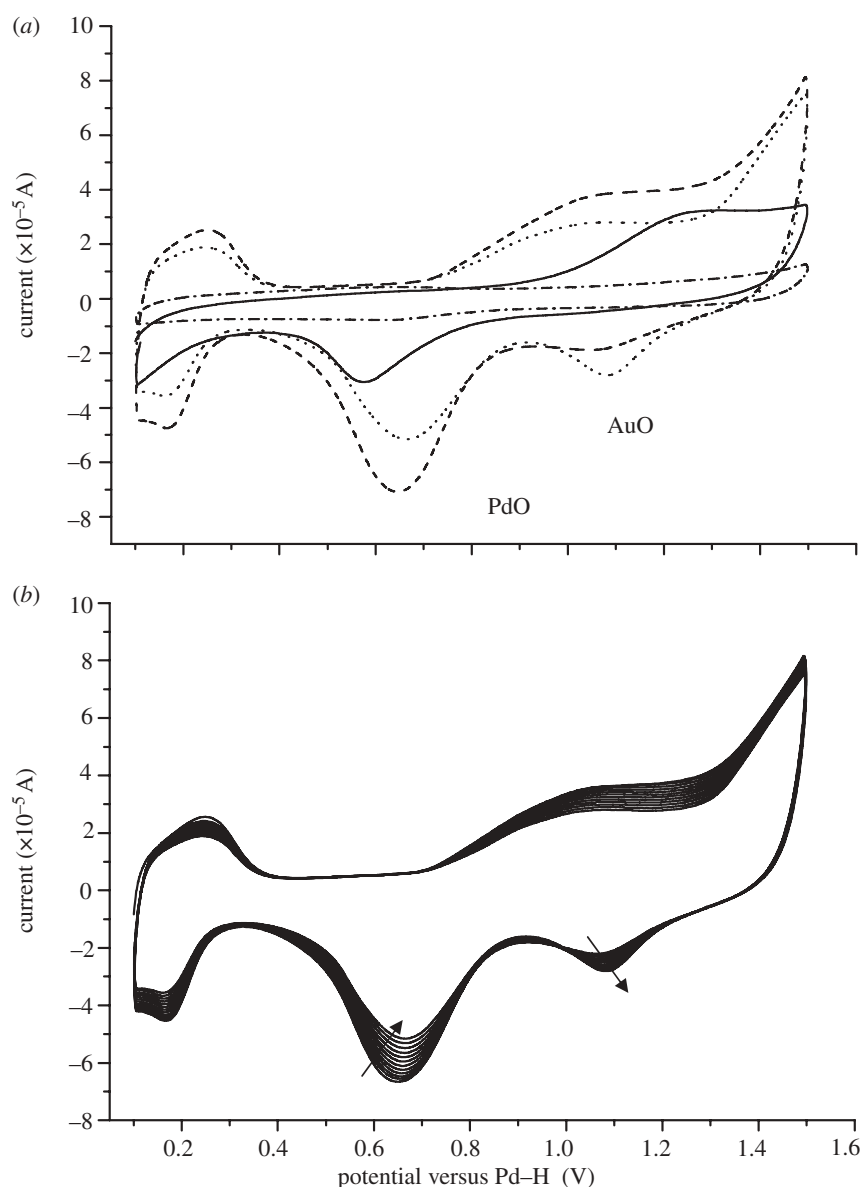 (a)
10
8
6
4
2
0
–2
–4
–6
–8
current (×10⁻⁵ A)
AuO
PdO
(b)
10
8
6
4
2
0
–2
–4
–6
–8
current (×10⁻⁵ A)
0.2 0.4 0.6 0.8 1.0 1.2 1.4 1.6
potential versus Pd–H (V)